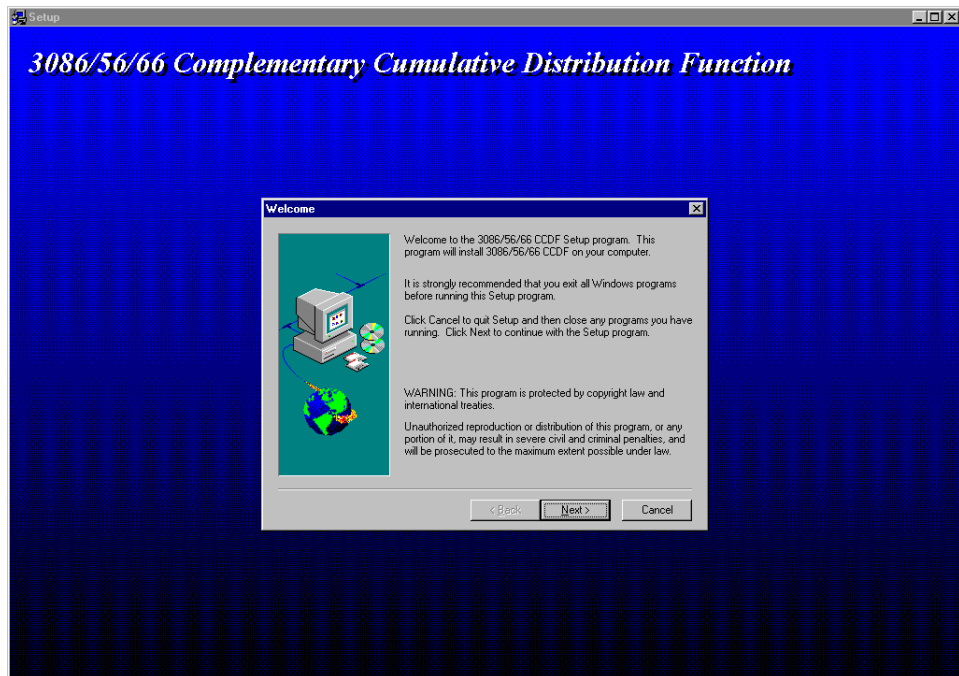 Setup
3086/56/66 Complementary Cumulative Distribution Function
Welcome
Welcome to the 3086/56/66 CCDF Setup program. This
program will install 3086/56/66 CCDF on your computer.
It is strongly recommended that you exit all Windows programs
before running this Setup program.
Click Cancel to quit Setup and then close any programs you have
running. Click Next to continue with the Setup program.
WARNING: This program is protected by copyright law and
international treaties.
Unauthorized reproduction or distribution of this program, or any
portion of it, may result in severe civil and criminal penalties, and
will be prosecuted to the maximum extent possible under law.
< Back Next > Cancel